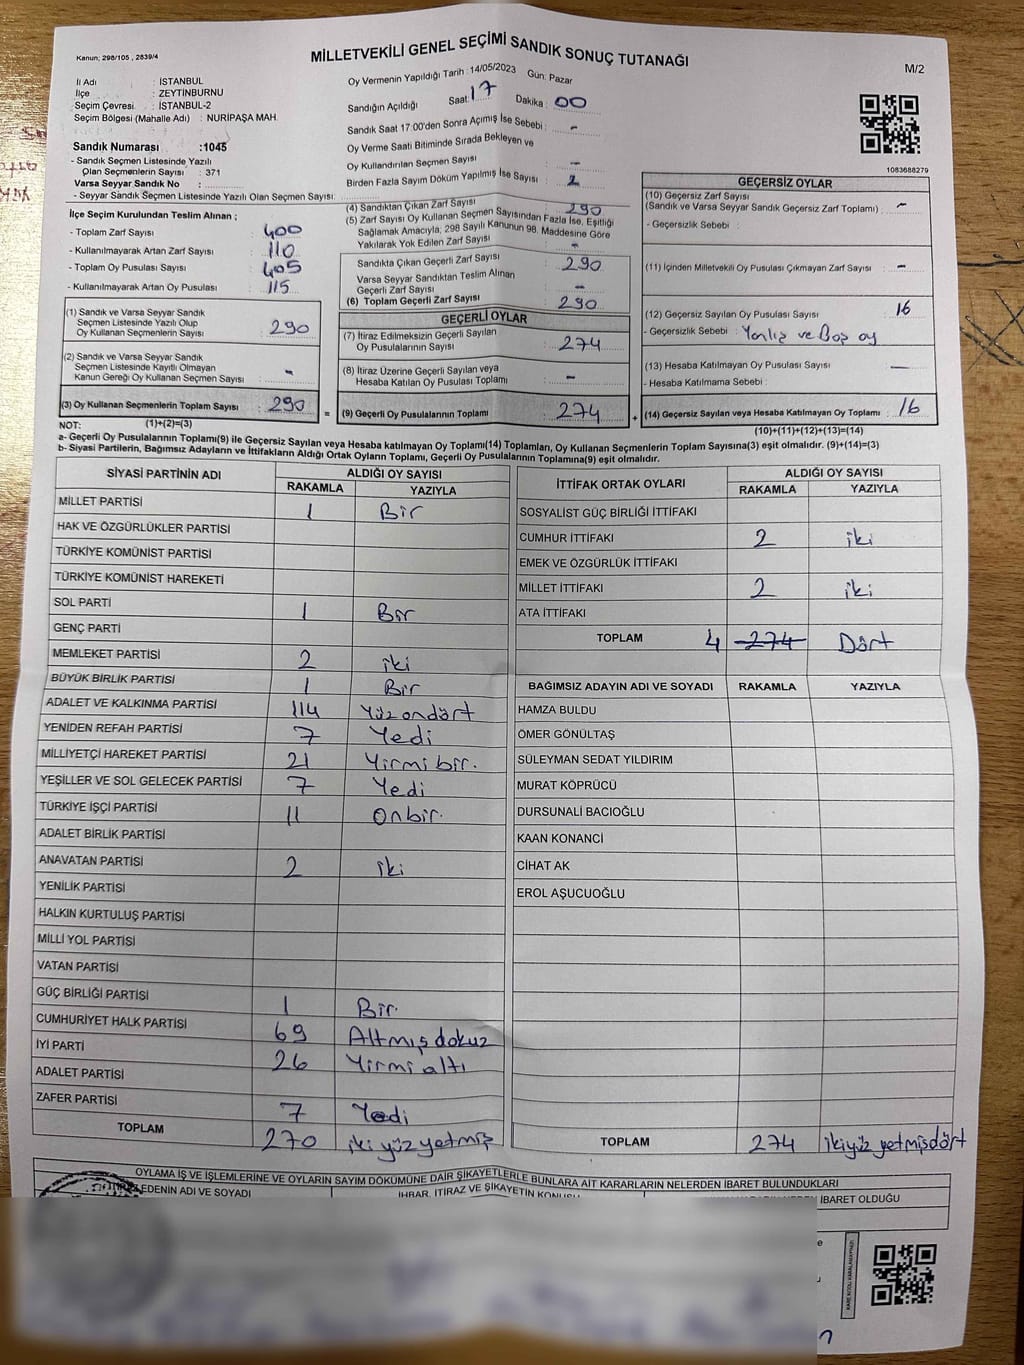 Kanun; 298/105 , 2839/4
MİLLETVEKİLİ GENEL SEÇİMİ SANDIK SONUÇ TUTANAĞI
M/2
İl Adı : İSTANBUL
İlçe : ZEYTİNBURNU
Seçim Çevresi : İSTANBUL-2
Seçim Bölgesi (Mahalle Adı) : NURİPAŞA MAH.
Sandık Numarası :1045
- Sandık Seçmen Listesinde Yazılı
Olan Seçmenlerin Sayısı : 371
Varsa Seyyar Sandık No :
- Seyyar Sandık Seçmen Listesinde Yazılı Olan Seçmen Sayısı :
Oy Vermenin Yapıldığı Tarih : 14/05/2023 Gün: Pazar
Sandığın Açıldığı Saat: 17 Dakika : 00
Sandık Saat 17:00'den Sonra Açımış İse Sebebi : -
Oy Verme Saati Bitiminde Sırada Bekleyen ve
Oy Kullandırılan Seçmen Sayısı : -
Birden Fazla Sayım Döküm Yapılmış İse Sayısı : 2
1083688279
İlçe Seçim Kurulundan Teslim Alınan ;
- Toplam Zarf Sayısı : 400
- Kullanılmayarak Artan Zarf Sayısı : 110
- Toplam Oy Pusulası Sayısı : 405
- Kullanılmayarak Artan Oy Pusulası : 115
(1) Sandık ve Varsa Seyyar Sandık
Seçmen Listesinde Yazılı Olup
Oy Kullanan Seçmenlerin Sayısı : 290
(2) Sandık ve Varsa Seyyar Sandık
Seçmen Listesinde Kayıtlı Olmayan
Kanun Gereği Oy Kullanan Seçmen Sayısı : -
(3) Oy Kullanan Seçmenlerin Toplam Sayısı : 290
(1)+(2)=(3)
(4) Sandıktan Çıkan Zarf Sayısı : 290
(5) Zarf Sayısı Oy Kullanan Seçmen Sayısından Fazla İse, Eşitliği
Sağlamak Amacıyla; 298 Sayılı Kanunun 98. Maddesine Göre
Yakılarak Yok Edilen Zarf Sayısı : -
Sandıkta Çıkan Geçerli Zarf Sayısı : 290
Varsa Seyyar Sandıktan Teslim Alınan
Geçerli Zarf Sayısı : -
(6) Toplam Geçerli Zarf Sayısı : 290
GEÇERLİ OYLAR
(7) İtiraz Edilmeksizin Geçerli Sayılan
Oy Pusulalarının Sayısı : 274
(8) İtiraz Üzerine Geçerli Sayılan veya
Hesaba Katılan Oy Pusulası Toplamı : -
= (9) Geçerli Oy Pusulalarının Toplamı : 274
GEÇERSİZ OYLAR
(10) Geçersiz Zarf Sayısı
(Sandık ve Varsa Seyyar Sandık Geçersiz Zarf Toplamı) : -
- Geçersizlik Sebebi :
(11) İçinden Milletvekili Oy Pusulası Çıkmayan Zarf Sayısı : -
(12) Geçersiz Sayılan Oy Pusulası Sayısı : 16
- Geçersizlik Sebebi : Yanlış ve Boş oy
(13) Hesaba Katılmayan Oy Pusulası Sayısı : -
- Hesaba Katılmama Sebebi :
+ (14) Geçersiz Sayılan veya Hesaba Katılmayan Oy Toplamı : 16
(10)+(11)+(12)+(13)=(14)
NOT:
a- Geçerli Oy Pusulalarının Toplamı(9) ile Geçersiz Sayılan veya Hesaba katılmayan Oy Toplamı(14) Toplamları, Oy Kullanan Seçmenlerin Toplam Sayısına(3) eşit olmalıdır. (9)+(14)=(3)
b- Siyasi Partilerin, Bağımsız Adayların ve İttifakların Aldığı Ortak Oyların Toplamı, Geçerli Oy Pusulalarının Toplamına(9) eşit olmalıdır.
SİYASİ PARTİNİN ADI ALDIĞI OY SAYISI
RAKAMLA YAZIYLA
MİLLET PARTİSİ 1 Bir
HAK VE ÖZGÜRLÜKLER PARTİSİ
TÜRKİYE KOMÜNİST PARTİSİ
TÜRKİYE KOMÜNİST HAREKETİ
SOL PARTİ 1 Bir
GENÇ PARTİ
MEMLEKET PARTİSİ 2 iki
BÜYÜK BİRLİK PARTİSİ 1 Bir
ADALET VE KALKINMA PARTİSİ 114 Yüz ondört
YENİDEN REFAH PARTİSİ 7 Yedi
MİLLİYETÇİ HAREKET PARTİSİ 21 Yirmi bir.
YEŞİLLER VE SOL GELECEK PARTİSİ 7 Yedi
TÜRKİYE İŞÇİ PARTİSİ 11 Onbir.
ADALET BİRLİK PARTİSİ
ANAVATAN PARTİSİ 2 iki
YENİLİK PARTİSİ
HALKIN KURTULUŞ PARTİSİ
MİLLİ YOL PARTİSİ
VATAN PARTİSİ
GÜÇ BİRLİĞİ PARTİSİ 1 Bir.
CUMHURİYET HALK PARTİSİ 69 Altmış dokuz
İYİ PARTİ 26 Yirmi altı
ADALET PARTİSİ
ZAFER PARTİSİ 7 Yedi
TOPLAM 270 iki yüz yetmiş
İTTİFAK ORTAK OYLARI ALDIĞI OY SAYISI
RAKAMLA YAZIYLA
SOSYALİST GÜÇ BİRLİĞİ İTTİFAKI
CUMHUR İTTİFAKI 2 iki
EMEK VE ÖZGÜRLÜK İTTİFAKI
MİLLET İTTİFAKI 2 iki
ATA İTTİFAKI
TOPLAM 4 274 Dört
BAĞIMSIZ ADAYIN ADI VE SOYADI RAKAMLA YAZIYLA
HAMZA BULDU
ÖMER GÖNÜLTAŞ
SÜLEYMAN SEDAT YILDIRIM
MURAT KÖPRÜCÜ
DURSUNALİ BACIOĞLU
KAAN KONANCİ
CİHAT AK
EROL AŞUCUOĞLU
TOPLAM 274 ikiyüz yetmişdört
OYLAMA İŞ VE İŞLEMLERİNE VE OYLARIN SAYIM DÖKÜMÜNE DAİR ŞİKAYETLERLE BUNLARA AİT KARARLARIN NELERDEN İBARET BULUNDUKLARI
EDENİN ADI VE SOYADI İHBAR, İTİRAZ VE ŞİKAYETİN KONUSU İBARET OLDUĞU